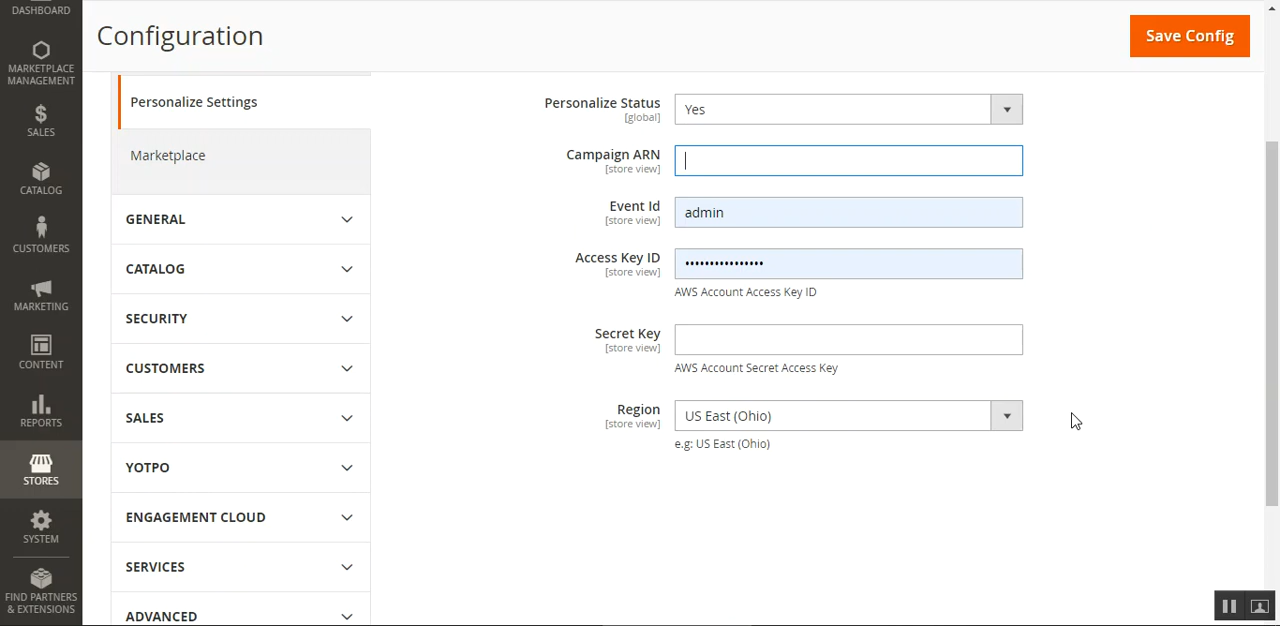 DASHBOARD
MARKETPLACE
MANAGEMENT
SALES
CATALOG
CUSTOMERS
MARKETING
CONTENT
REPORTS
STORES
SYSTEM
FIND PARTNERS
& EXTENSIONS
Configuration
Save Config
Personalize Settings
Marketplace
GENERAL
CATALOG
SECURITY
CUSTOMERS
SALES
YOTPO
ENGAGEMENT CLOUD
SERVICES
ADVANCED
Personalize Status
[global]
Yes
Campaign ARN
[store view]
Event Id
[store view]
admin
Access Key ID
[store view]
••••••••••••••••
AWS Account Access Key ID
Secret Key
[store view]
AWS Account Secret Access Key
Region
[store view]
US East (Ohio)
e.g: US East (Ohio)